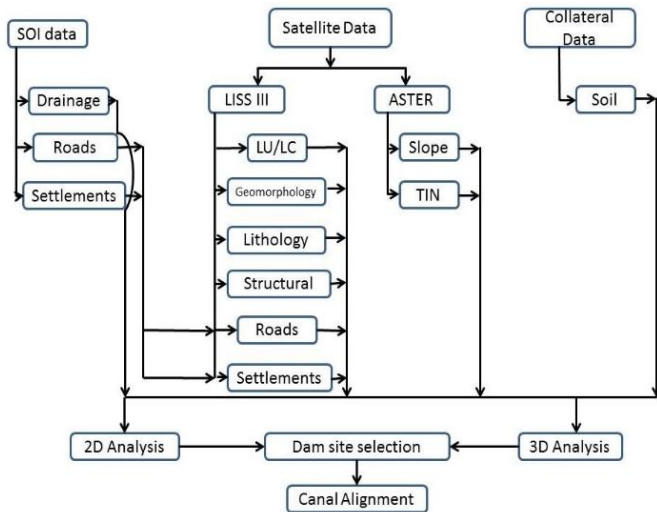 SOI data
Satellite Data
Collateral
Data
Drainage
Roads
Settlements
LISS III
ASTER
Soil
LU/LC
Geomorphology
Lithology
Structural
Roads
Settlements
Slope
TIN
2D Analysis
Dam site selection
3D Analysis
Canal Alignment